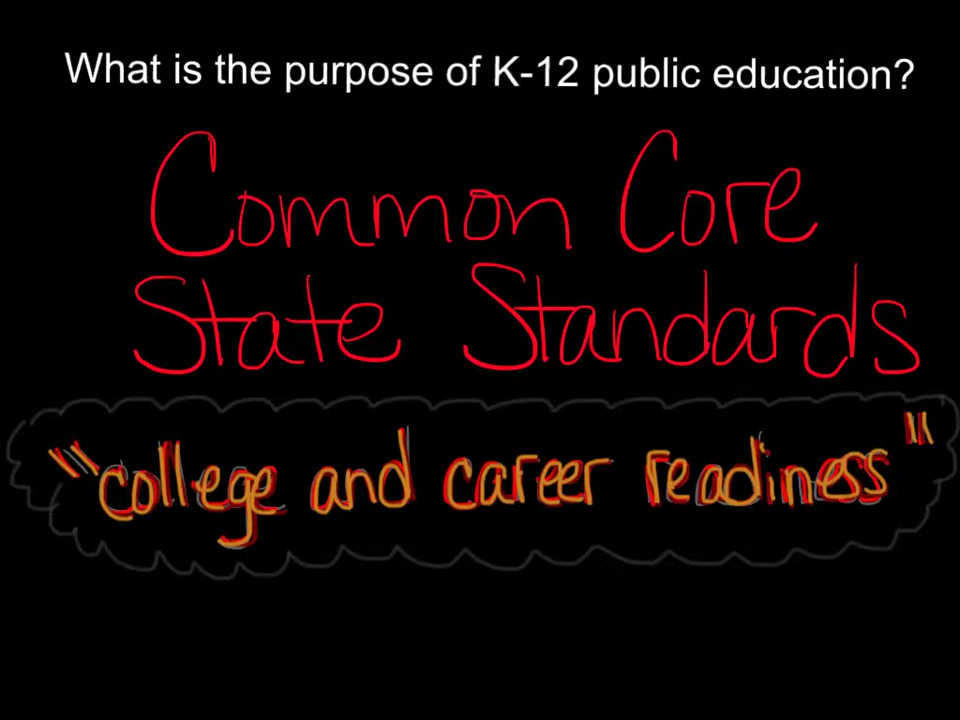 What is the purpose of K-12 public education?
Common Core
State Standards
"college and career readiness"